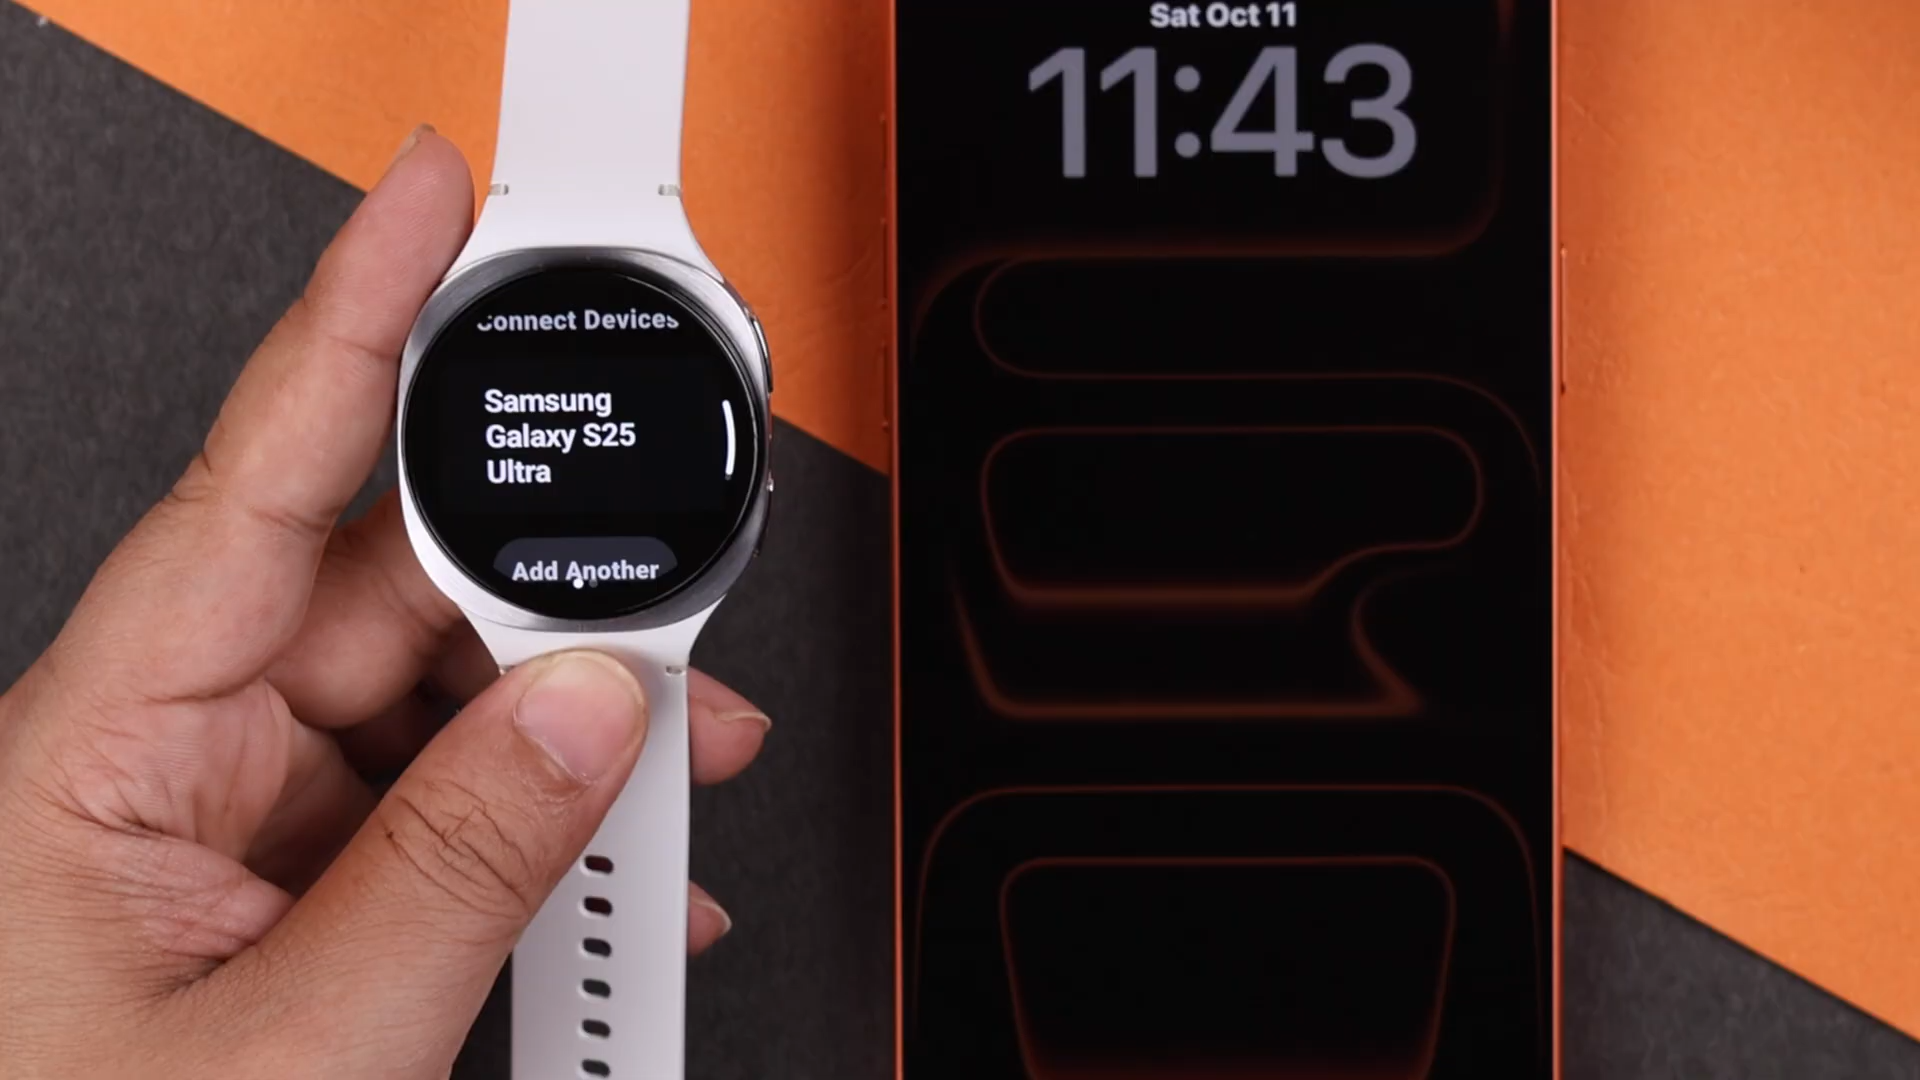 Sat Oct 11
11:43
Connect Devices
Samsung
Galaxy S25
Ultra
Add Another